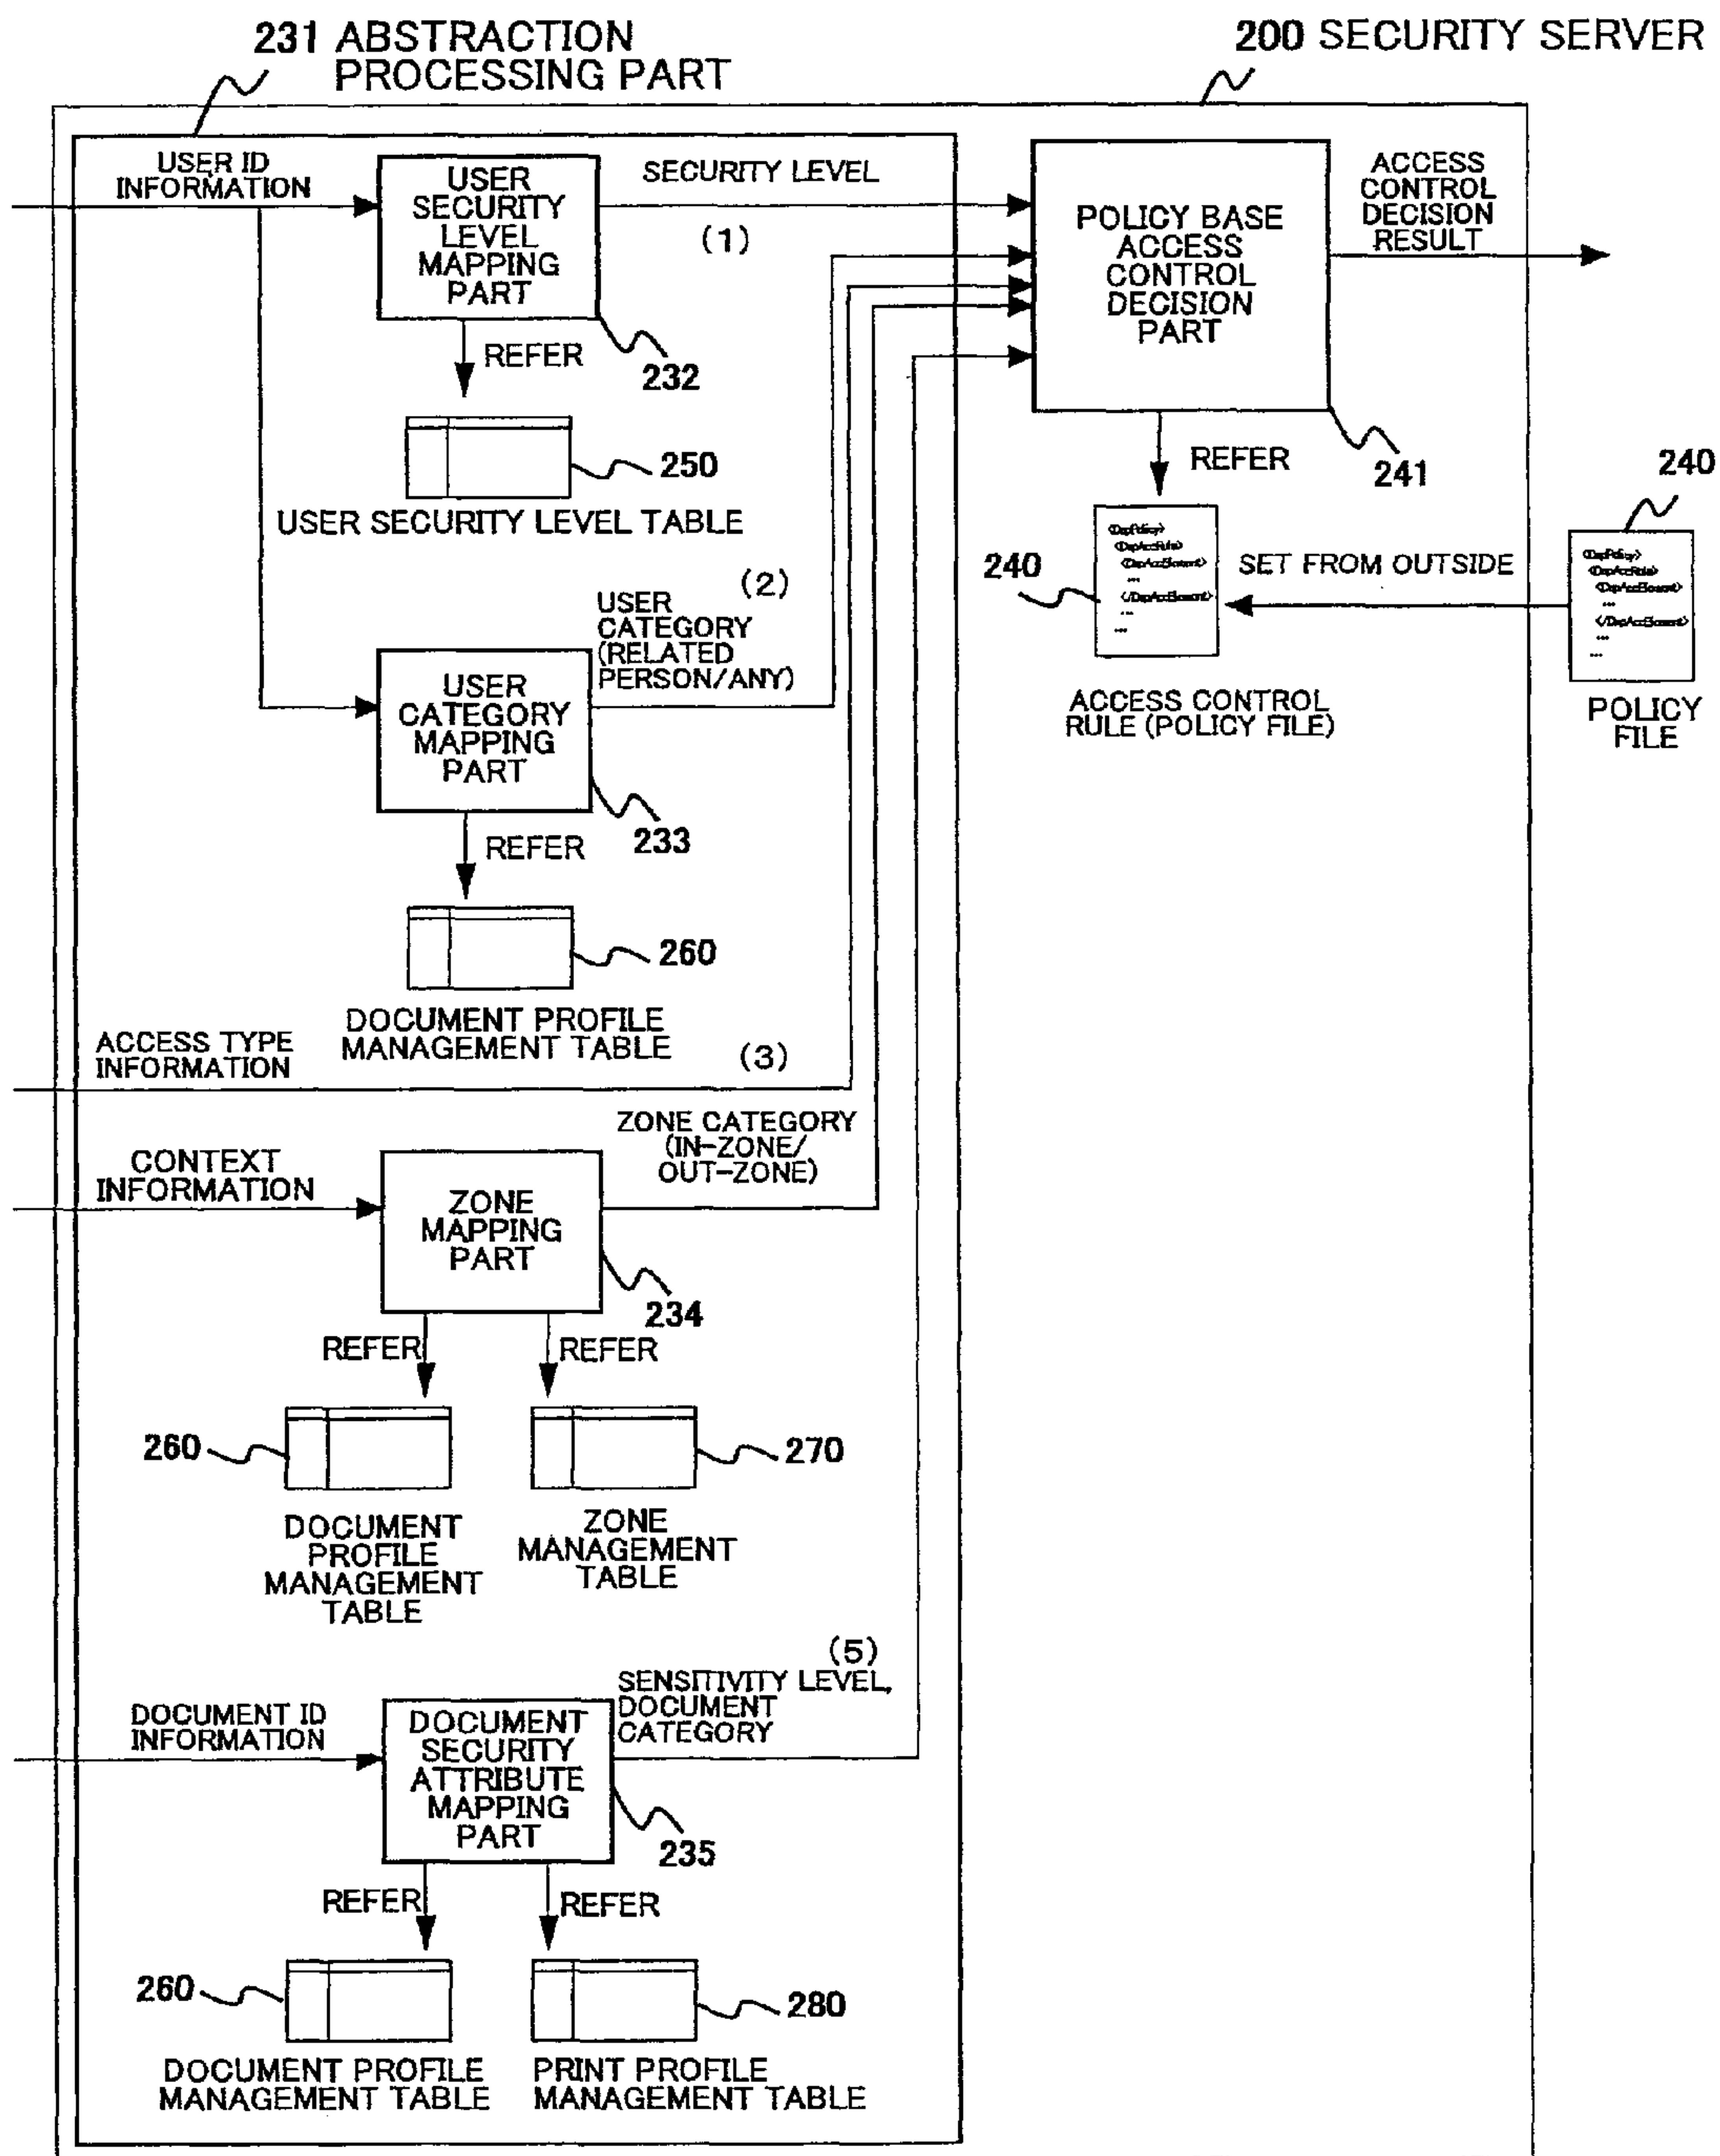 231 ABSTRACTION
PROCESSING PART
200 SECURITY SERVER
USER ID
INFORMATION
USER
SECURITY
LEVEL
MAPPING
PART
SECURITY LEVEL
(1)
POLICY BASE
ACCESS
CONTROL
DECISION
PART
ACCESS
CONTROL
DECISION
RESULT
REFER
232
250
USER SECURITY LEVEL TABLE
REFER
241
240
240
SET FROM OUTSIDE
...
...
...
...
...
...
ACCESS CONTROL
RULE (POLICY FILE)
POLICY
FILE
(2)
USER
CATEGORY
(RELATED
PERSON/ANY)
USER
CATEGORY
MAPPING
PART
REFER
233
260
DOCUMENT PROFILE
MANAGEMENT TABLE
ACCESS TYPE
INFORMATION
(3)
ZONE CATEGORY
(IN-ZONE/
OUT-ZONE)
CONTEXT
INFORMATION
ZONE
MAPPING
PART
234
REFER
REFER
260
270
DOCUMENT
PROFILE
MANAGEMENT
TABLE
ZONE
MANAGEMENT
TABLE
(5)
SENSITIVITY LEVEL,
DOCUMENT
CATEGORY
DOCUMENT ID
INFORMATION
DOCUMENT
SECURITY
ATTRIBUTE
MAPPING
PART
235
REFER
REFER
260
280
DOCUMENT PROFILE
MANAGEMENT TABLE
PRINT PROFILE
MANAGEMENT TABLE